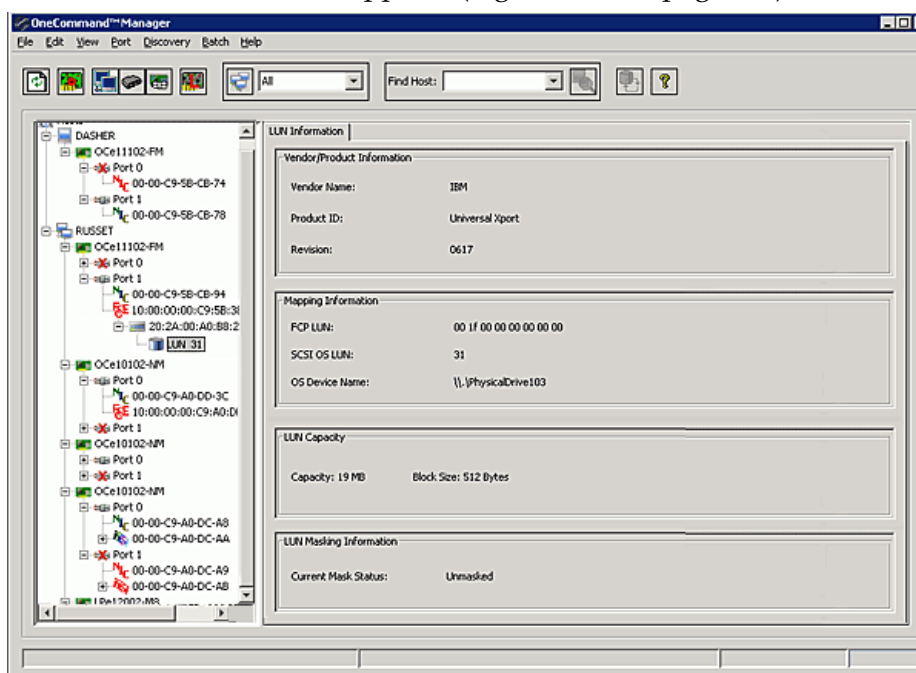 OneCommand™ Manager
File Edit View Port Discovery Batch Help
All
Find Host:
DASHER
OCe11102-FM
Port 0
00-00-C9-5B-CB-74
Port 1
00-00-C9-5B-CB-78
RUSSET
OCe11102-FM
Port 0
Port 1
00-00-C9-5B-CB-94
10:00:00:00:C9:5B:
20:2A:00:A0:B8:2
LUN 31
OCe10102-NM
Port 0
00-00-C9-A0-DD-3C
10:00:00:00:C9:A0:
Port 1
OCe10102-NM
Port 0
Port 1
OCe10102-NM
Port 0
00-00-C9-A0-DC-A8
00-00-C9-A0-DC-AA
Port 1
00-00-C9-A0-DC-A9
00-00-C9-A0-DC-AB
LUN Information
Vendor/Product Information
Vendor Name: IBM
Product ID: Universal Xport
Revision: 0617
Mapping Information
FCP LUN: 00 1f 00 00 00 00 00 00
SCSI OS LUN: 31
OS Device Name: \\.\PhysicalDrive103
LUN Capacity
Capacity: 19 MB Block Size: 512 Bytes
LUN Masking Information
Current Mask Status: Unmasked